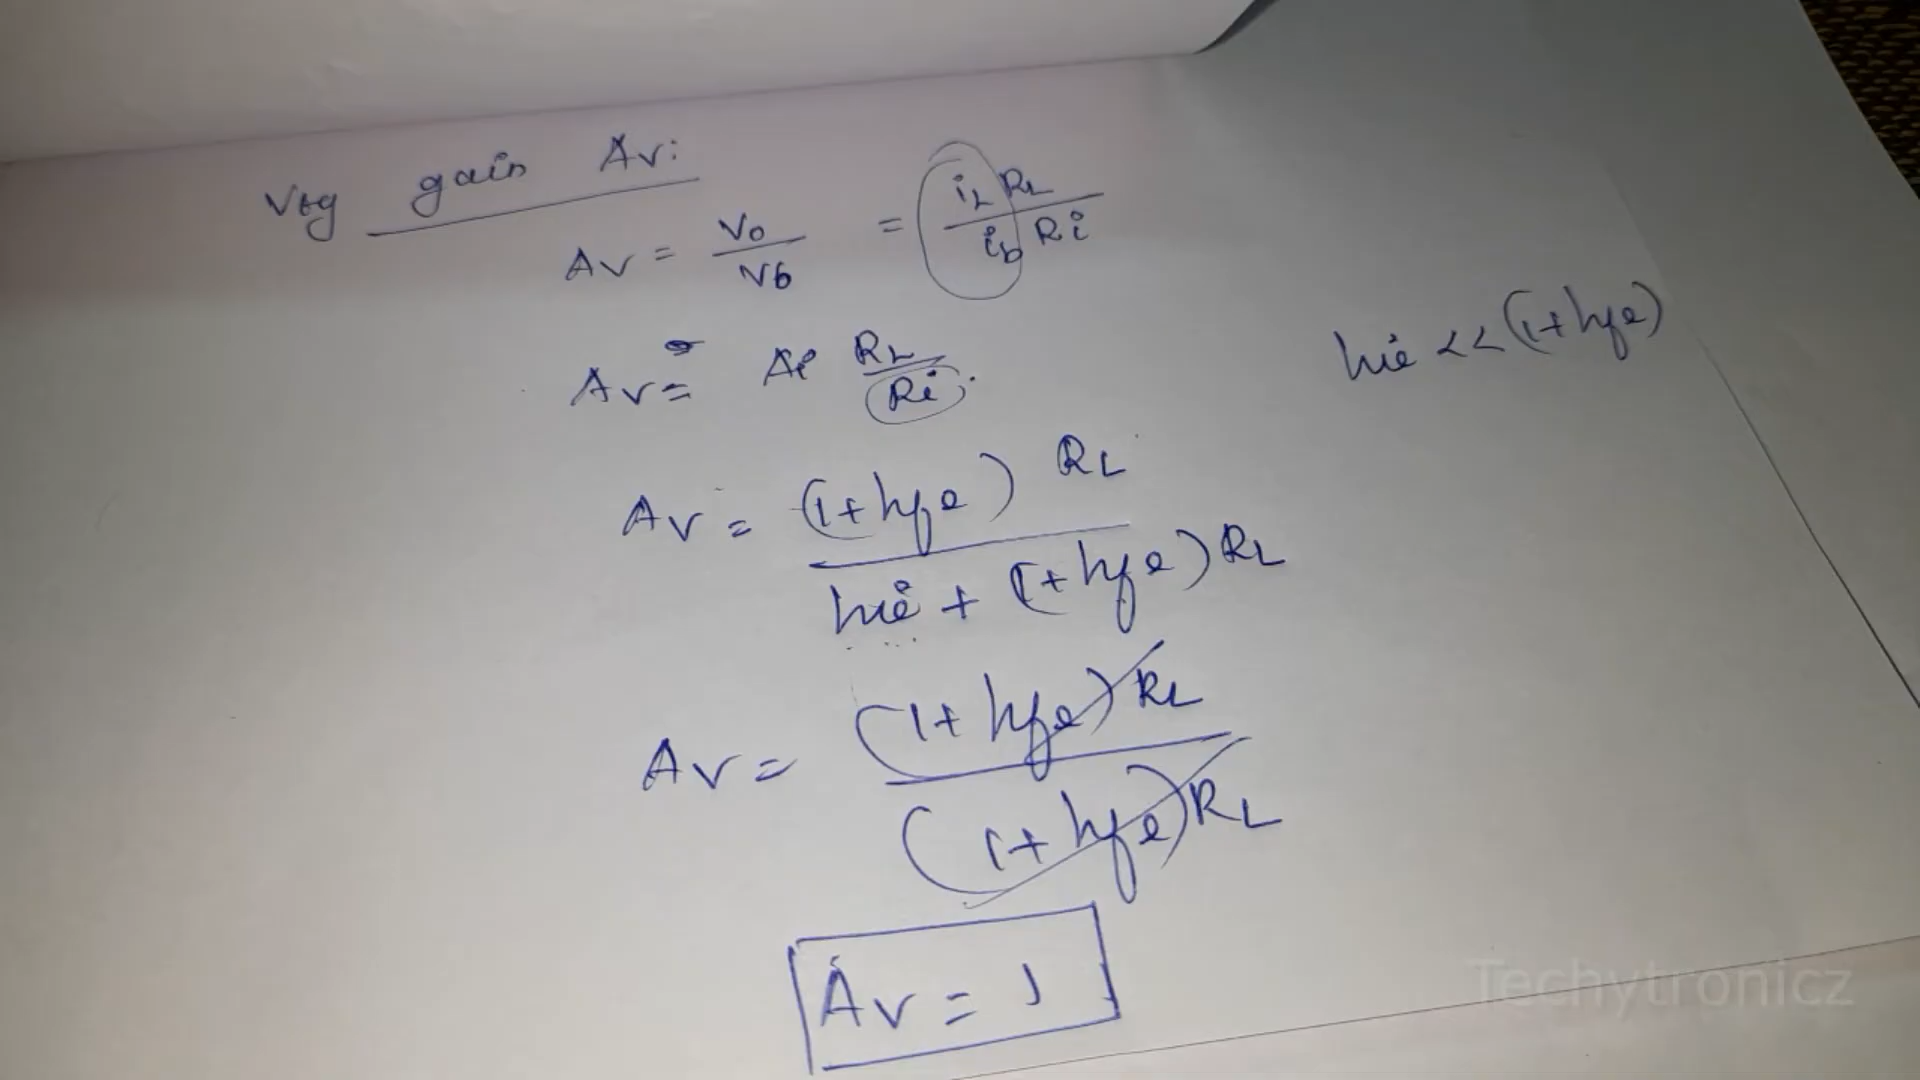 Vtg gain Av:
Av = Vo / Vb = iL RL / ib Ri
Av = Ai RL / Ri.
hie << (1+hfe)
Av = (1+hfe) RL / hie + (1+hfe) RL
Av = (1+hfe) RL / (1+hfe) RL
Av = 1
Techytronicz